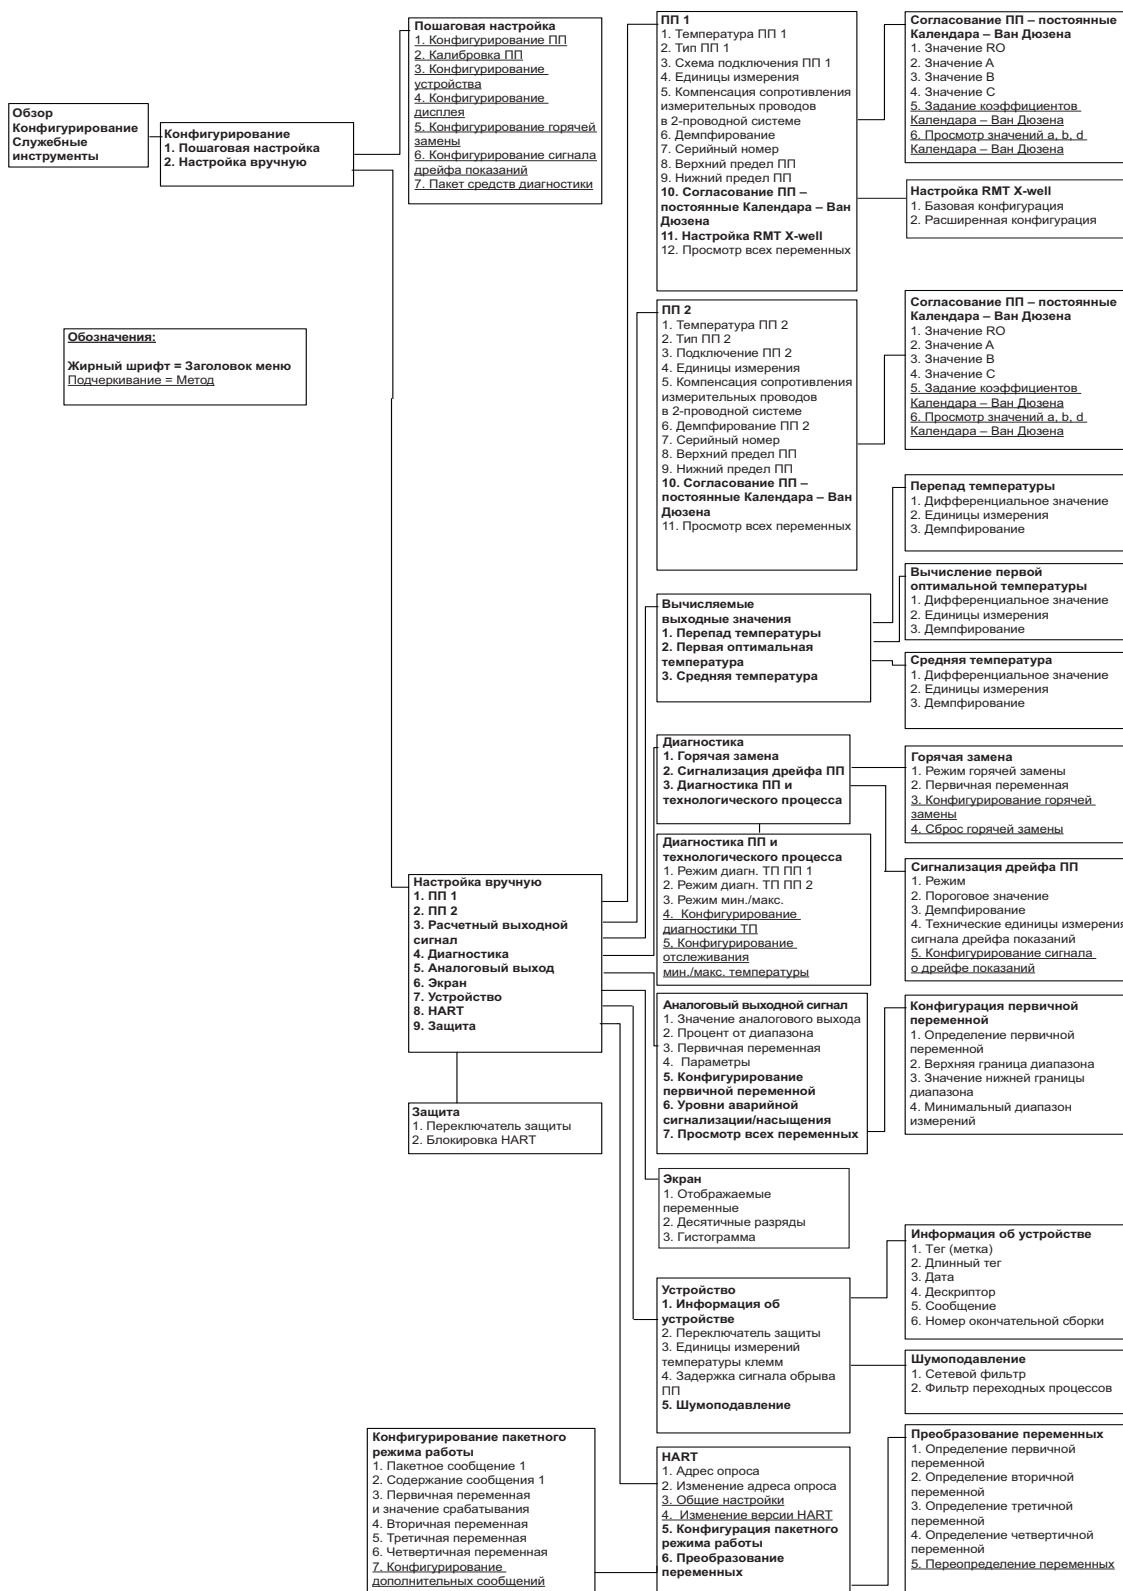 Обзор
Конфигурирование
Служебные
инструменты
Конфигурирование
1. Пошаговая настройка
2. Настройка вручную
Пошаговая настройка
1. Конфигурирование ПП
2. Калибровка ПП
3. Конфигурирование
устройства
4. Конфигурирование
дисплея
5. Конфигурирование горячей
замены
6. Конфигурирование сигнала
дрейфа показаний
7. Пакет средств диагностики
Обозначения:
Жирный шрифт = Заголовок меню
Подчеркивание = Метод
ПП 1
1. Температура ПП 1
2. Тип ПП 1
3. Схема подключения ПП 1
4. Единицы измерения
5. Компенсация сопротивления
измерительных проводов
в 2-проводной системе
6. Демпфирование
7. Серийный номер
8. Верхний предел ПП
9. Нижний предел ПП
10. Согласование ПП –
постоянные Календара – Ван
Дюзена
11. Настройка RMT X-well
12. Просмотр всех переменных
Согласование ПП – постоянные
Календара – Ван Дюзена
1. Значение RO
2. Значение A
3. Значение B
4. Значение C
5. Задание коэффициентов
Календара – Ван Дюзена
6. Просмотр значений a, b, d
Календара – Ван Дюзена
Настройка RMT X-well
1. Базовая конфигурация
2. Расширенная конфигурация
ПП 2
1. Температура ПП 2
2. Тип ПП 2
3. Подключение ПП 2
4. Единицы измерения
5. Компенсация сопротивления
измерительных проводов
в 2-проводной системе
6. Демпфирование ПП 2
7. Серийный номер
8. Верхний предел ПП
9. Нижний предел ПП
10. Согласование ПП –
постоянные Календара – Ван
Дюзена
11. Просмотр всех переменных
Согласование ПП – постоянные
Календара – Ван Дюзена
1. Значение RO
2. Значение A
3. Значение B
4. Значение C
5. Задание коэффициентов
Календара – Ван Дюзена
6. Просмотр значений a, b, d
Календара – Ван Дюзена
Перепад температуры
1. Дифференциальное значение
2. Единицы измерения
3. Демпфирование
Вычисление первой
оптимальной температуры
1. Дифференциальное значение
2. Единицы измерения
3. Демпфирование
Вычисляемые
выходные значения
1. Перепад температуры
2. Первая оптимальная
температура
3. Средняя температура
Средняя температура
1. Дифференциальное значение
2. Единицы измерения
3. Демпфирование
Диагностика
1. Горячая замена
2. Сигнализация дрейфа ПП
3. Диагностика ПП и
технологического процесса
Горячая замена
1. Режим горячей замены
2. Первичная переменная
3. Конфигурирование горячей
замены
4. Сброс горячей замены
Диагностика ПП и
технологического процесса
1. Режим диагн. ТП ПП 1
2. Режим диагн. ТП ПП 2
3. Режим мин./макс.
4. Конфигурирование
диагностики ТП
5, Конфигурирование
отслеживания
мин./макс. температуры
Сигнализация дрейфа ПП
1. Режим
2. Пороговое значение
3. Демпфирование
4. Технические единицы измерения
сигнала дрейфа показаний
5. Конфигурирование сигнала
о дрейфе показаний
Настройка вручную
1. ПП 1
2. ПП 2
3. Расчетный выходной
сигнал
4. Диагностика
5. Аналоговый выход
6. Экран
7. Устройство
8. HART
9. Защита
Защита
1. Переключатель защиты
2. Блокировка HART
Аналоговый выходной сигнал
1. Значение аналогового выхода
2. Процент от диапазона
3. Первичная переменная
4. Параметры
5. Конфигурирование
первичной переменной
6. Уровни аварийной
сигнализации/насыщения
7. Просмотр всех переменных
Конфигурация первичной
переменной
1. Определение первичной
переменной
2. Верхняя граница диапазона
3. Значение нижней границы
диапазона
4. Минимальный диапазон
измерений
Экран
1. Отображаемые
переменные
2. Десятичные разряды
3. Гистограмма
Устройство
1. Информация об
устройстве
2. Переключатель защиты
3. Единицы измерений
температуры клемм
4. Задержка сигнала обрыва
ПП
5. Шумоподавление
Информация об устройстве
1. Тег (метка)
2. Длинный тег
3. Дата
4. Дескриптор
5. Сообщение
6. Номер окончательной сборки
Шумоподавление
1. Сетевой фильтр
2. Фильтр переходных процессов
Конфигурирование пакетного
режима работы
1. Пакетное сообщение 1
2. Содержание сообщения 1
3. Первичная переменная
и значение срабатывания
4. Вторичная переменная
5. Третичная переменная
6. Четвертичная переменная
7. Конфигурирование
дополнительных сообщений
HART
1. Адрес опроса
2. Изменение адреса опроса
3. Общие настройки
4. Изменение версии HART
5. Конфигурация пакетного
режима работы
6. Преобразование
переменных
Преобразование переменных
1. Определение первичной
переменной
2. Определение вторичной
переменной
3. Определение третичной
переменной
4. Определение четвертичной
переменной
5. Переопределение переменных